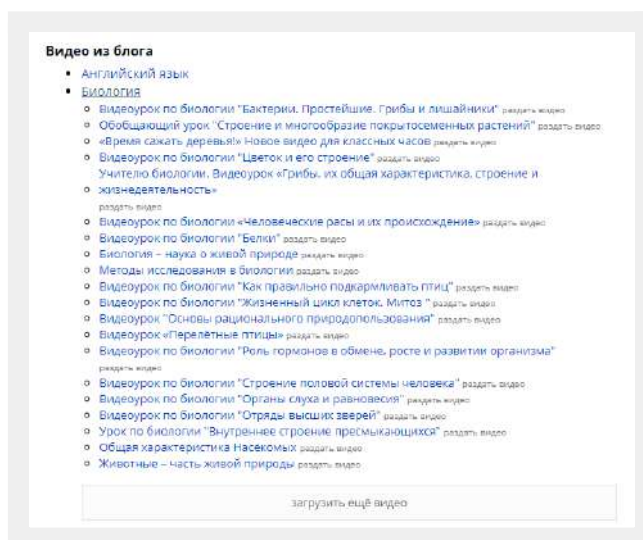 Видео из блога
Английский язык
Биология
Видеоурок по биологии "Бактерии. Простейшие. Грибы и лишайники" раздать видео
Обобщающий урок "Строение и многообразие покрытосеменных растений" раздать видео
«Время сажать деревья!» Новое видео для классных часов раздать видео
Видеоурок по биологии "Цветок и его строение" раздать видео
Учителю биологии. Видеоурок «Грибы, их общая характеристика, строение и
жизнедеятельность»
раздать видео
Видеоурок по биологии «Человеческие расы и их происхождение» раздать видео
Видеоурок по биологии "Белки" раздать видео
Биология – наука о живой природе раздать видео
Методы исследования в биологии раздать видео
Видеоурок по биологии "Как правильно подкармливать птиц" раздать видео
Видеоурок по биологии "Жизненный цикл клеток. Митоз " раздать видео
Видеоурок "Основы рационального природопользования" раздать видео
Видеоурок «Перелётные птицы» раздать видео
Видеоурок по биологии "Роль гормонов в обмене, росте и развитии организма"
раздать видео
Видеоурок по биологии "Строение половой системы человека" раздать видео
Видеоурок по биологии "Органы слуха и равновесия" раздать видео
Видеоурок по биологии "Отряды высших зверей" раздать видео
Урок по биологии "Внутреннее строение пресмыкающихся" раздать видео
Общая характеристика Насекомых раздать видео
Животные – часть живой природы раздать видео
загрузить ещё видео